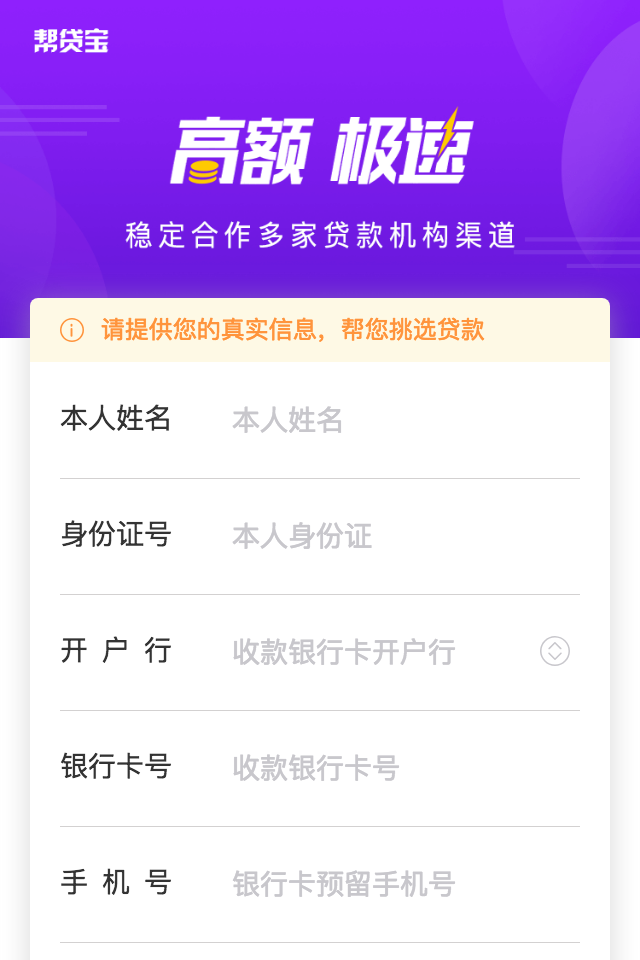 帮贷宝
高额 极速
稳定合作多家贷款机构渠道
请提供您的真实信息，帮您挑选贷款
本人姓名 本人姓名
身份证号 本人身份证
开户行 收款银行卡开户行
银行卡号 收款银行卡号
手机号 银行卡预留手机号